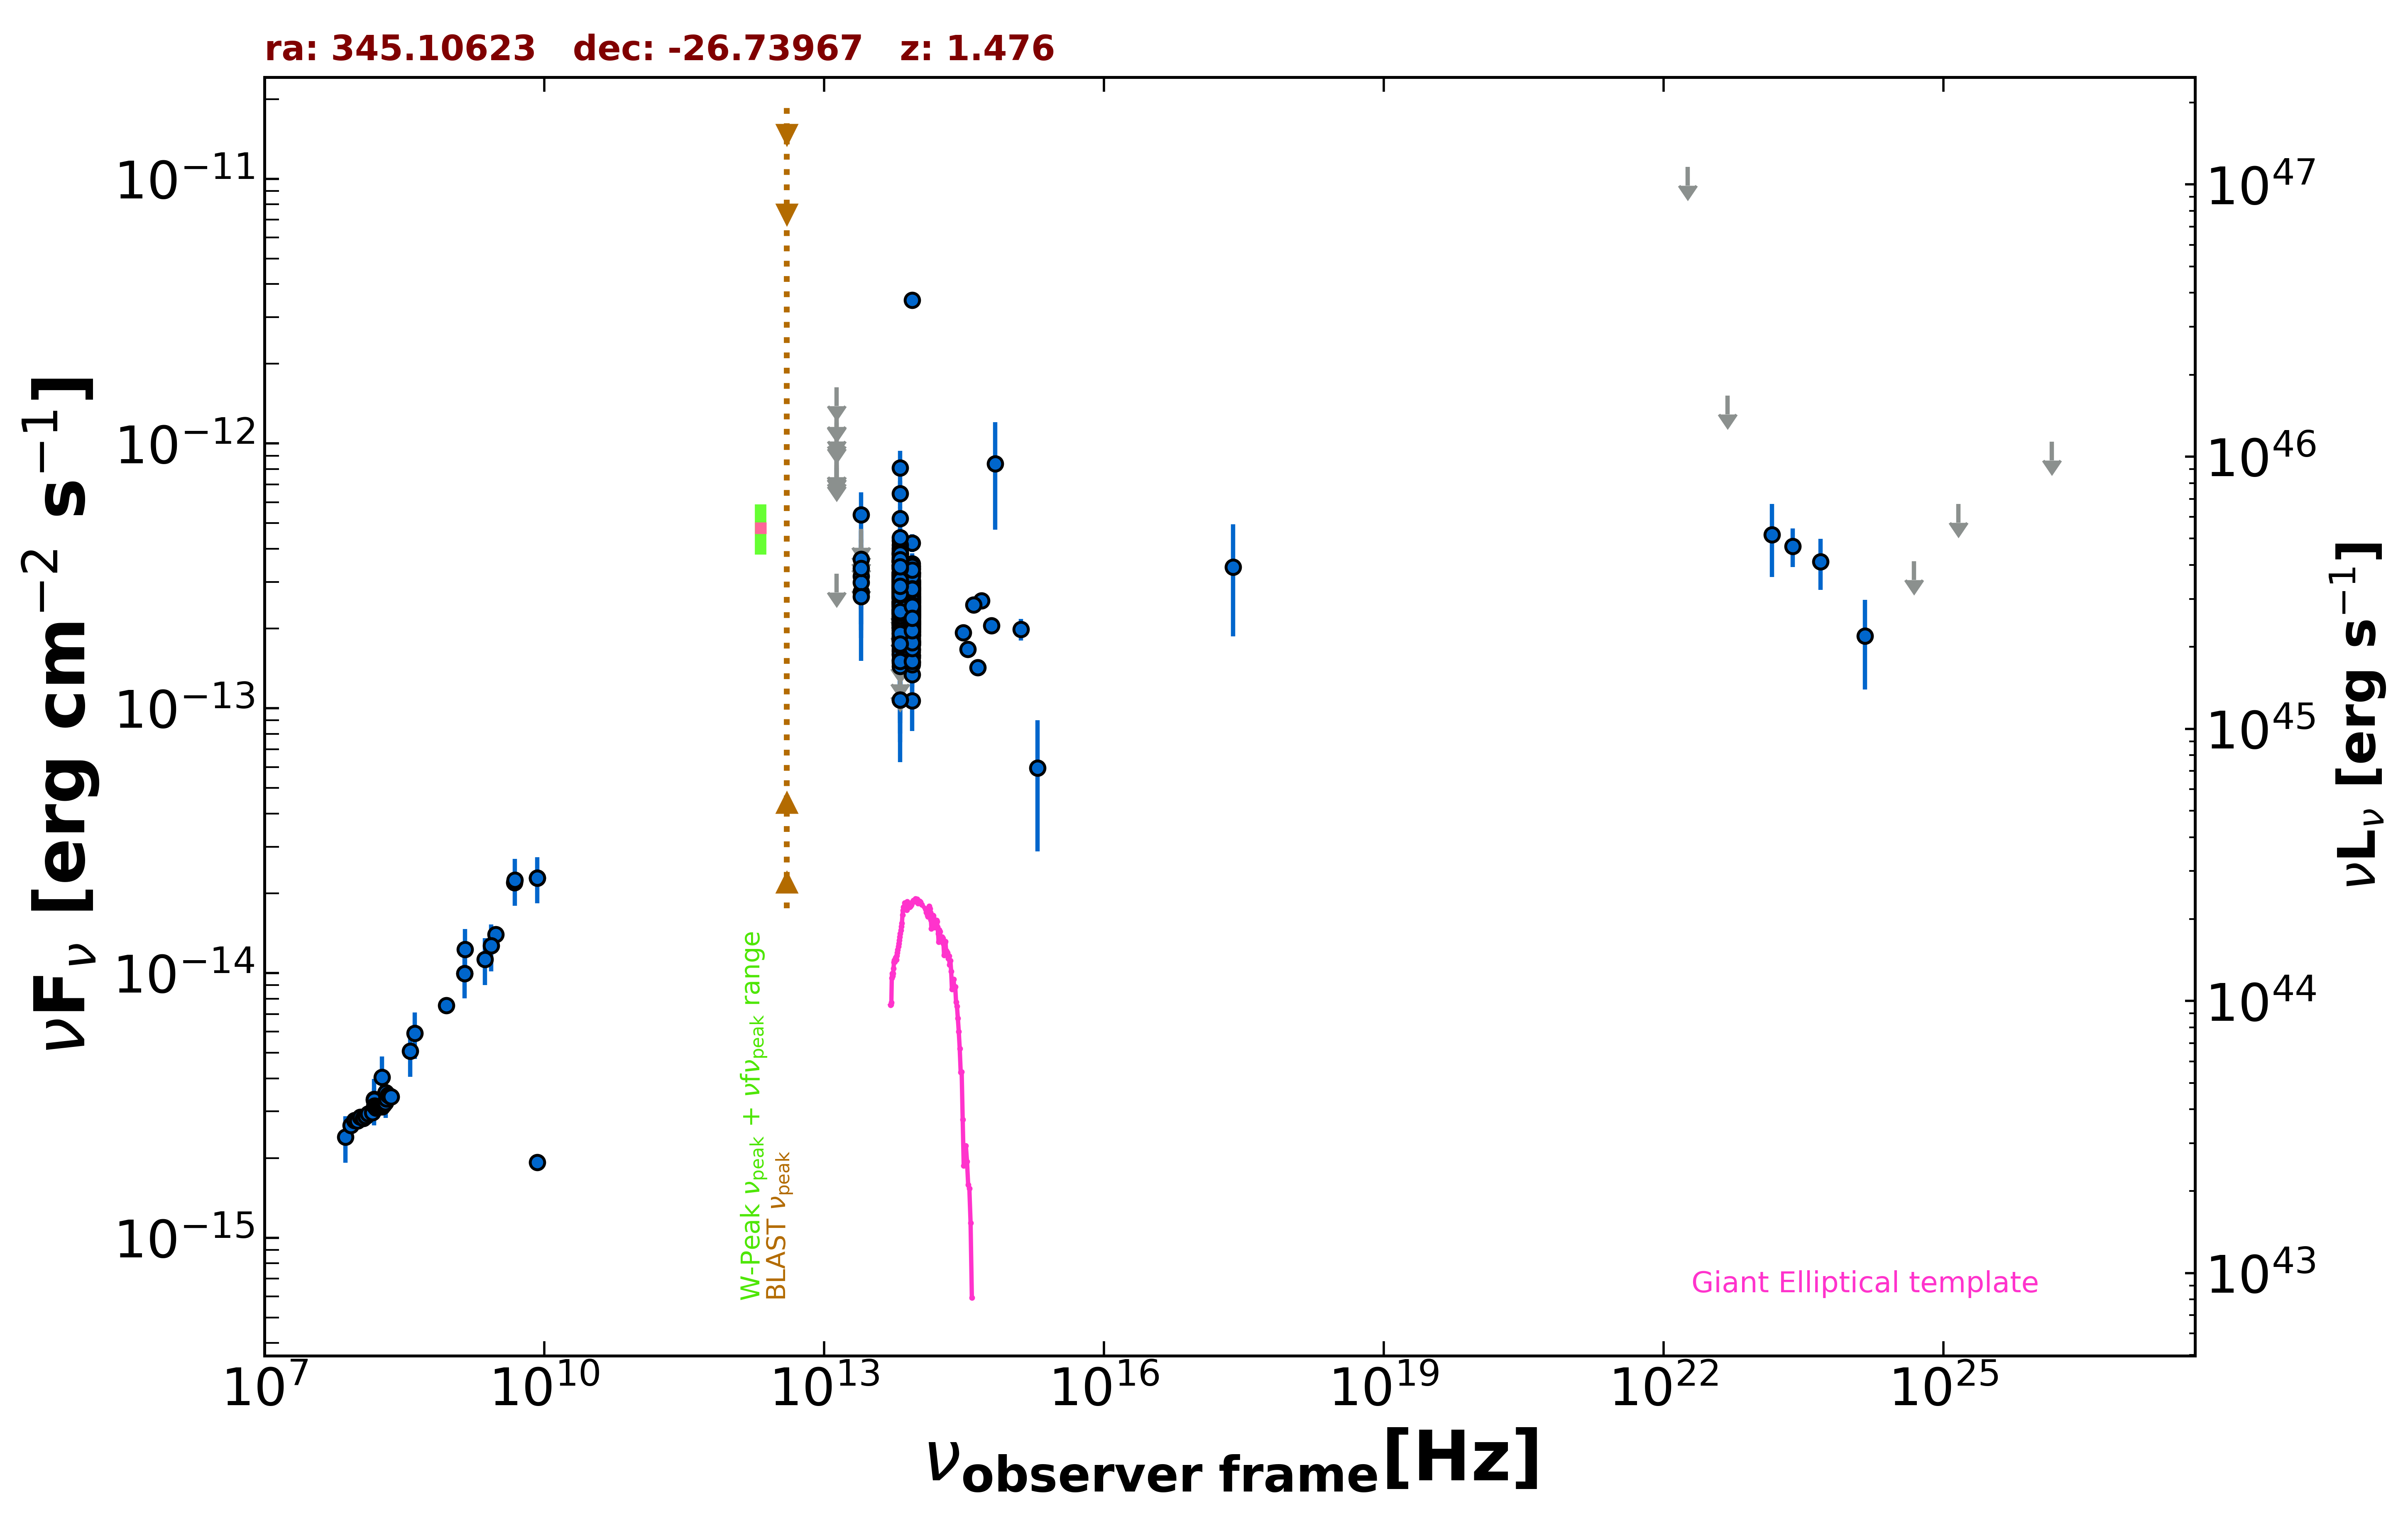 ra: 345.10623   dec: -26.73967   z: 1.476
10⁻¹¹
10⁻¹²
10⁻¹³
10⁻¹⁴
10⁻¹⁵
νFν [erg cm⁻² s⁻¹]
10⁴⁷
10⁴⁶
10⁴⁵
10⁴⁴
10⁴³
νLν [erg s⁻¹]
W-Peak νpeak + νfνpeak range
BLAST νpeak
Giant Elliptical template
10⁷ 10¹⁰ 10¹³ 10¹⁶ 10¹⁹ 10²² 10²⁵
νobserver frame[Hz]